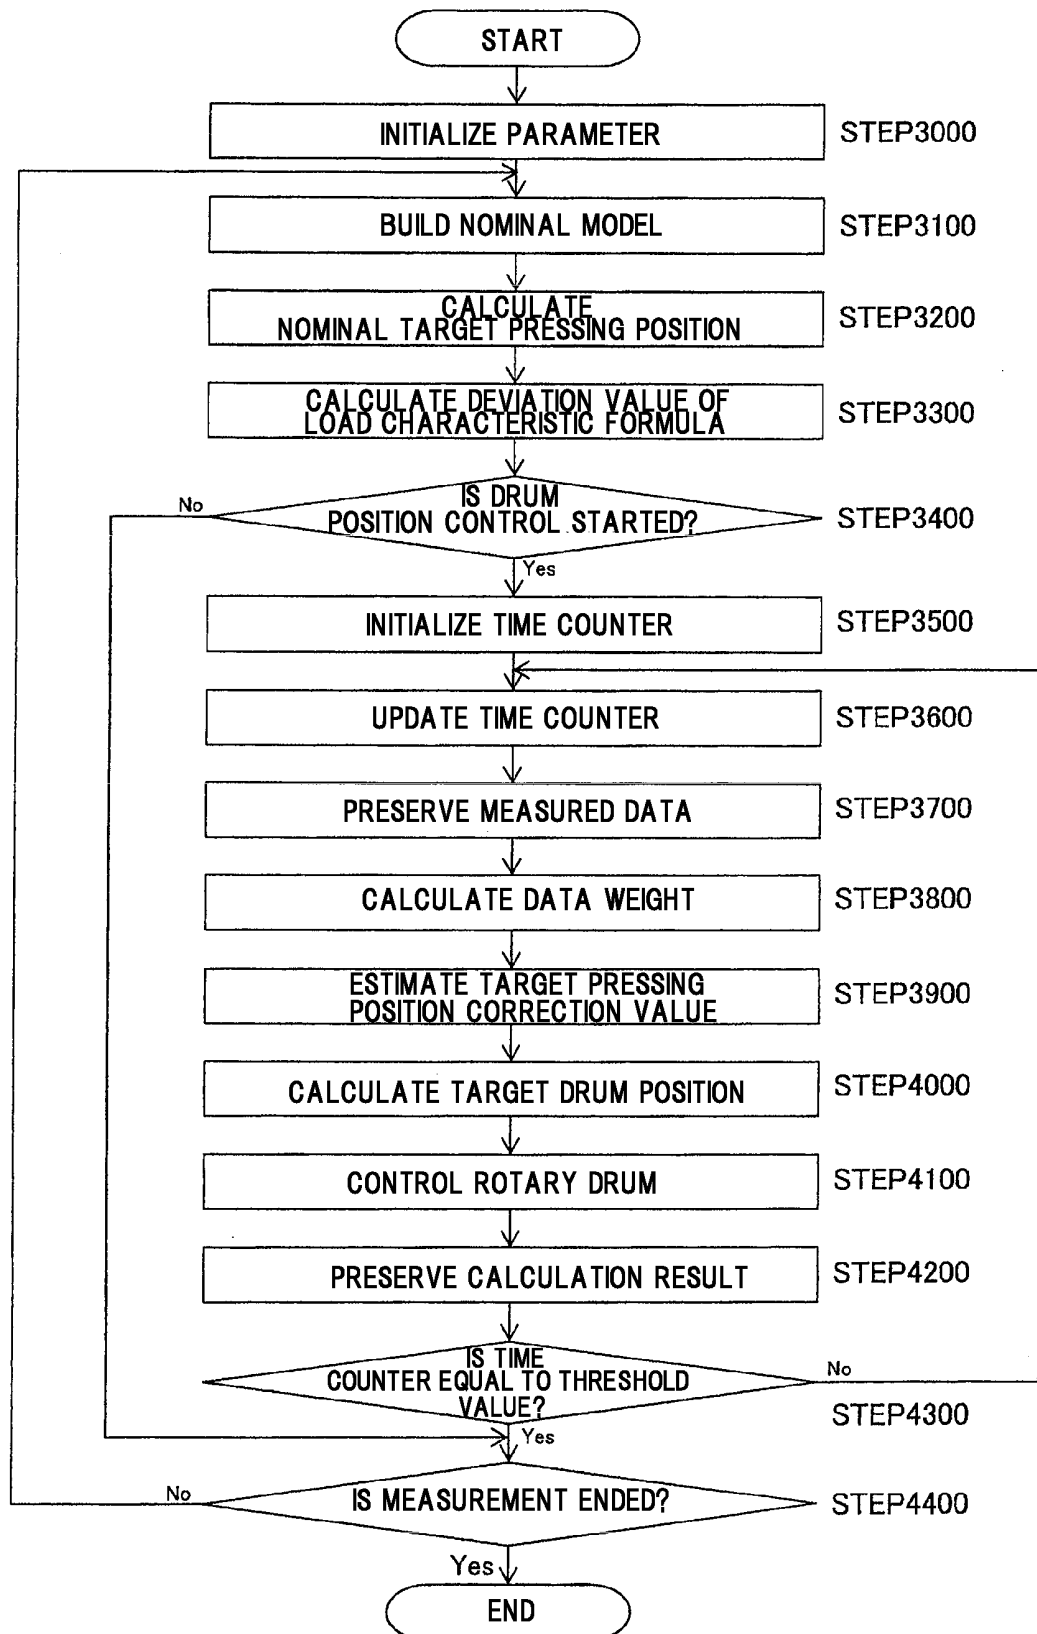 START
INITIALIZE PARAMETER
STEP3000
BUILD NOMINAL MODEL
STEP3100
CALCULATE
NOMINAL TARGET PRESSING POSITION
STEP3200
CALCULATE DEVIATION VALUE OF
LOAD CHARACTERISTIC FORMULA
STEP3300
No
IS DRUM
POSITION CONTROL STARTED?
STEP3400
Yes
INITIALIZE TIME COUNTER
STEP3500
UPDATE TIME COUNTER
STEP3600
PRESERVE MEASURED DATA
STEP3700
CALCULATE DATA WEIGHT
STEP3800
ESTIMATE TARGET PRESSING
POSITION CORRECTION VALUE
STEP3900
CALCULATE TARGET DRUM POSITION
STEP4000
CONTROL ROTARY DRUM
STEP4100
PRESERVE CALCULATION RESULT
STEP4200
IS TIME
COUNTER EQUAL TO THRESHOLD
VALUE?
No
STEP4300
Yes
No
IS MEASUREMENT ENDED?
STEP4400
Yes
END